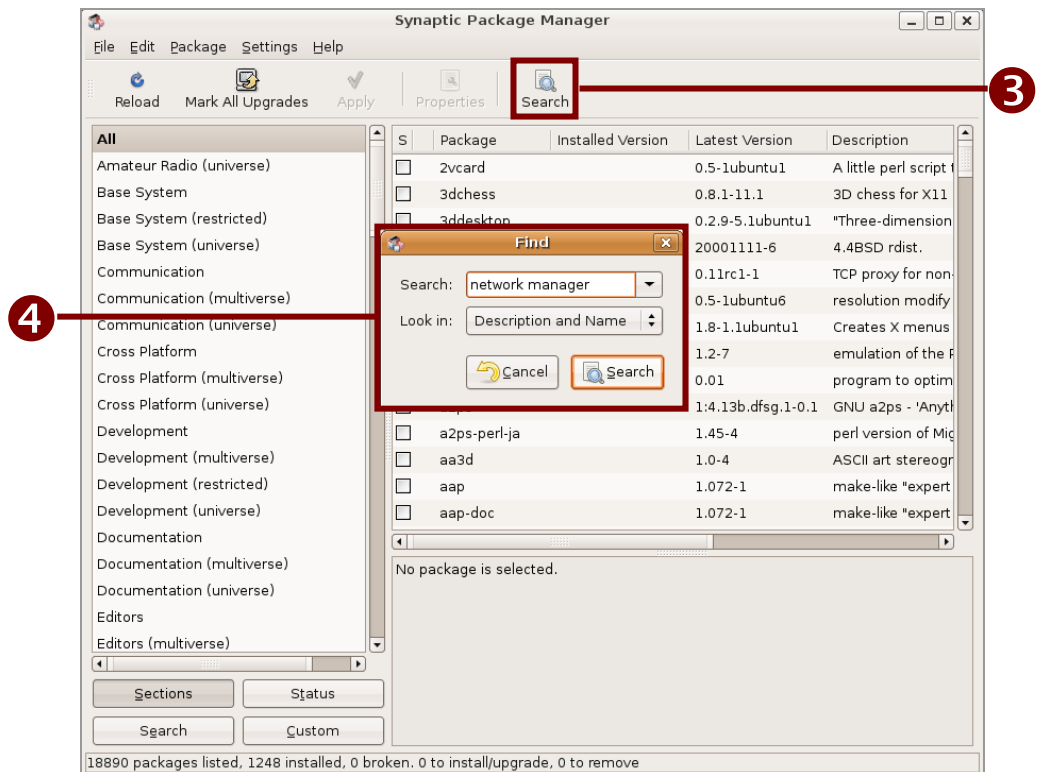 Synaptic Package Manager
File Edit Package Settings Help
Reload Mark All Upgrades Apply Properties Search
3
All
Amateur Radio (universe)
Base System
Base System (restricted)
Base System (universe)
Communication
Communication (multiverse)
Communication (universe)
Cross Platform
Cross Platform (multiverse)
Cross Platform (universe)
Development
Development (multiverse)
Development (restricted)
Development (universe)
Documentation
Documentation (multiverse)
Documentation (universe)
Editors
Editors (multiverse)
S Package Installed Version Latest Version Description
2vcard 0.5-1ubuntu1 A little perl script
3dchess 0.8.1-11.1 3D chess for X11
3ddesktop 0.2.9-5.1ubuntu1 "Three-dimension
20001111-6 4.4BSD rdist.
0.11rc1-1 TCP proxy for non-
0.5-1ubuntu6 resolution modify
1.8-1.1ubuntu1 Creates X menus
1.2-7 emulation of the
0.01 program to optim
1:4.13b.dfsg.1-0.1 GNU a2ps - 'Anyt
a2ps-perl-ja 1.45-4 perl version of Mig
aa3d 1.0-4 ASCII art stereogr
aap 1.072-1 make-like "expert
aap-doc 1.072-1 make-like "expert
4
Find
Search: network manager
Look in: Description and Name
Cancel Search
No package is selected.
Sections Status
Search Custom
18890 packages listed, 1248 installed, 0 broken. 0 to install/upgrade, 0 to remove